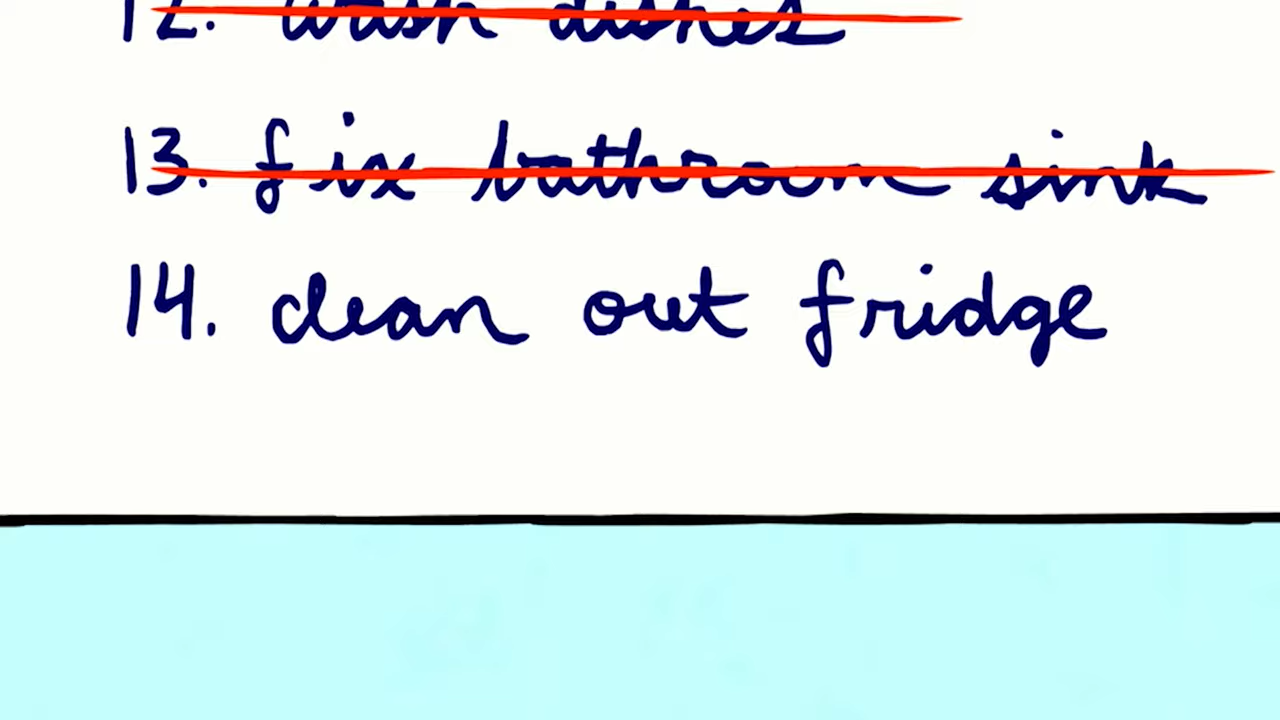 12. wash dishes
13. fix bathroom sink
14. clean out fridge